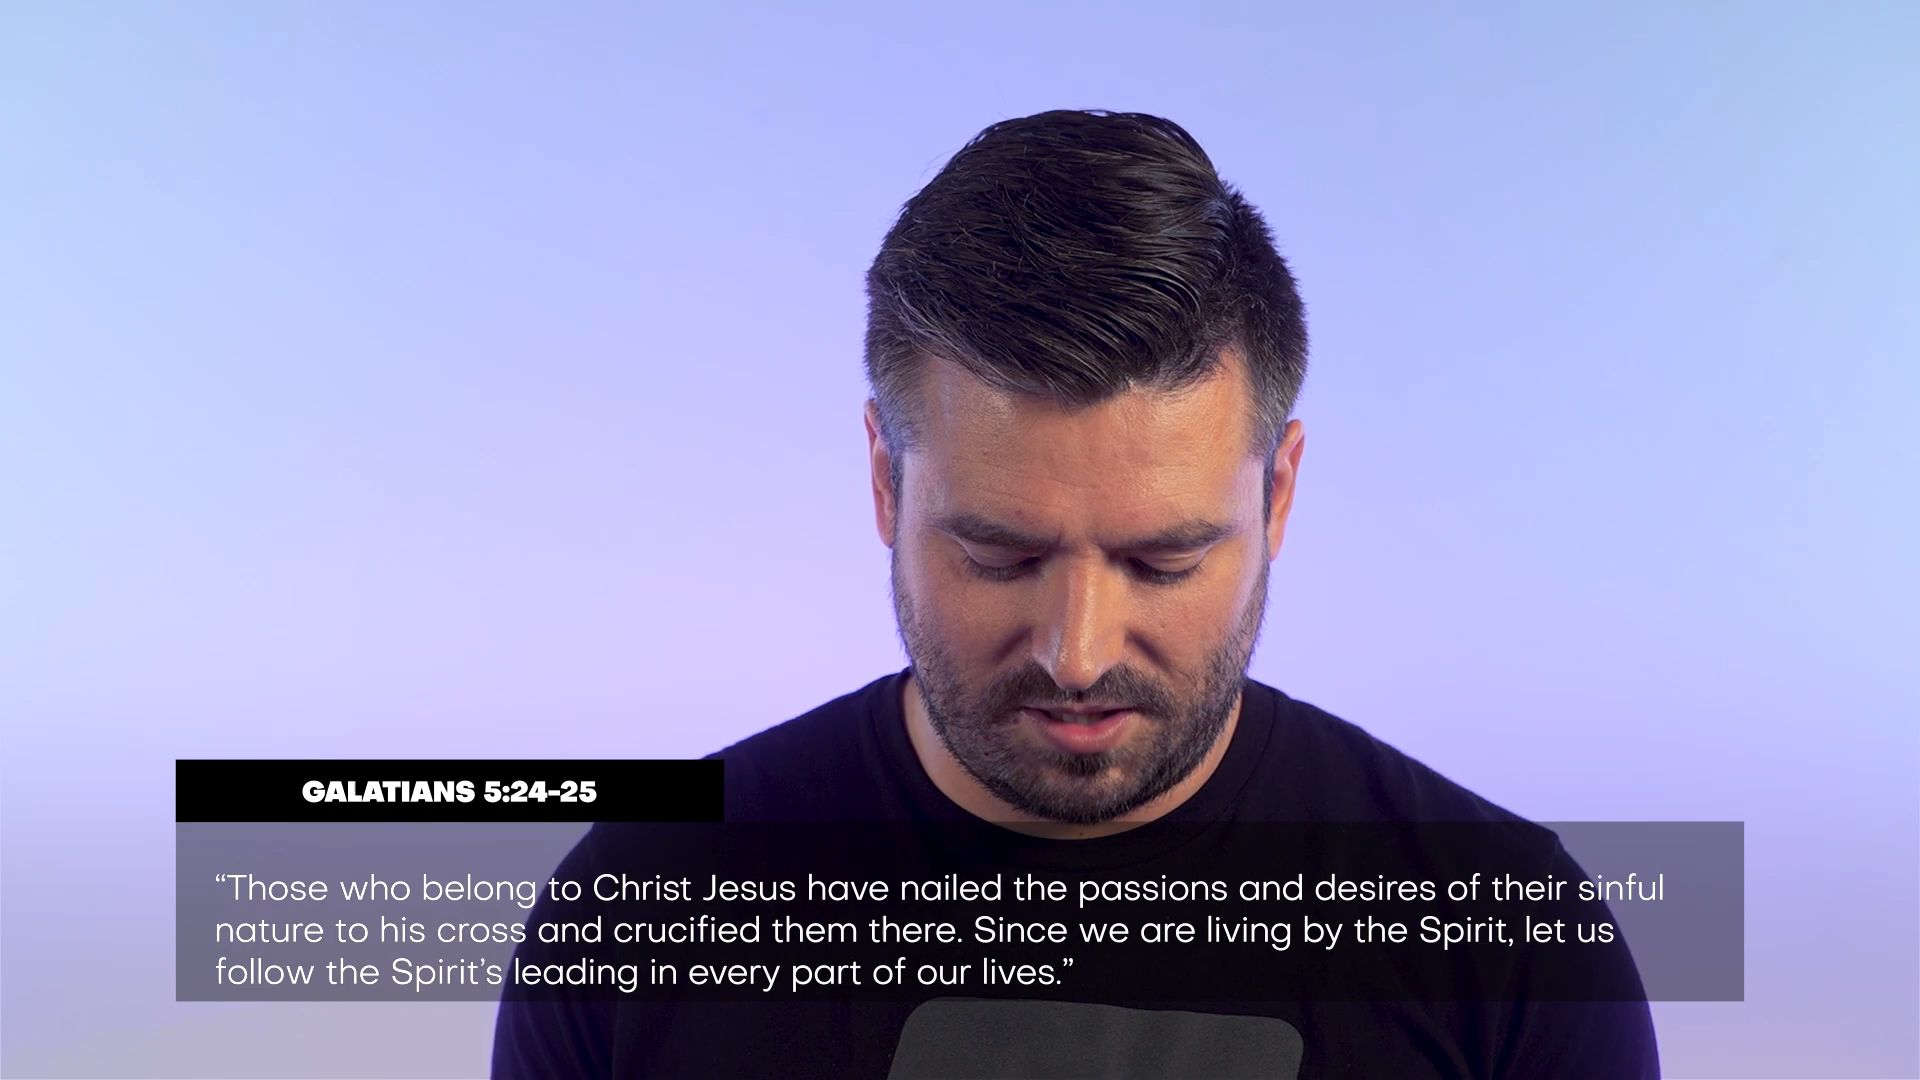 GALATIANS 5:24-25
“Those who belong to Christ Jesus have nailed the passions and desires of their sinful
nature to his cross and crucified them there. Since we are living by the Spirit, let us
follow the Spirit’s leading in every part of our lives.”